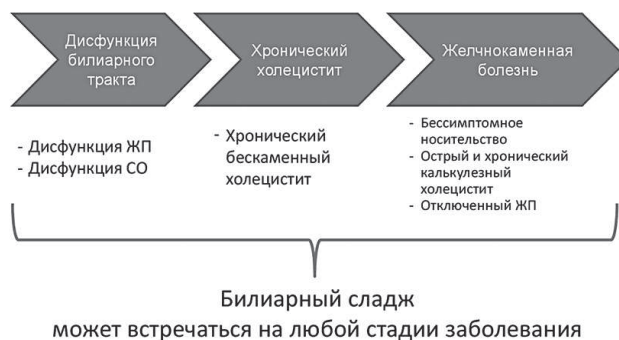 Дисфункция
билиарного
тракта
Хронический
холецистит
Желчнокаменная
болезнь
- Дисфункция ЖП
- Дисфункция СО
- Хронический
бескаменный
холецистит
- Бессимптомное
носительство
- Острый и хронический
калькулезный
холецистит
- Отключенный ЖП
Билиарный сладж
может встречаться на любой стадии заболевания